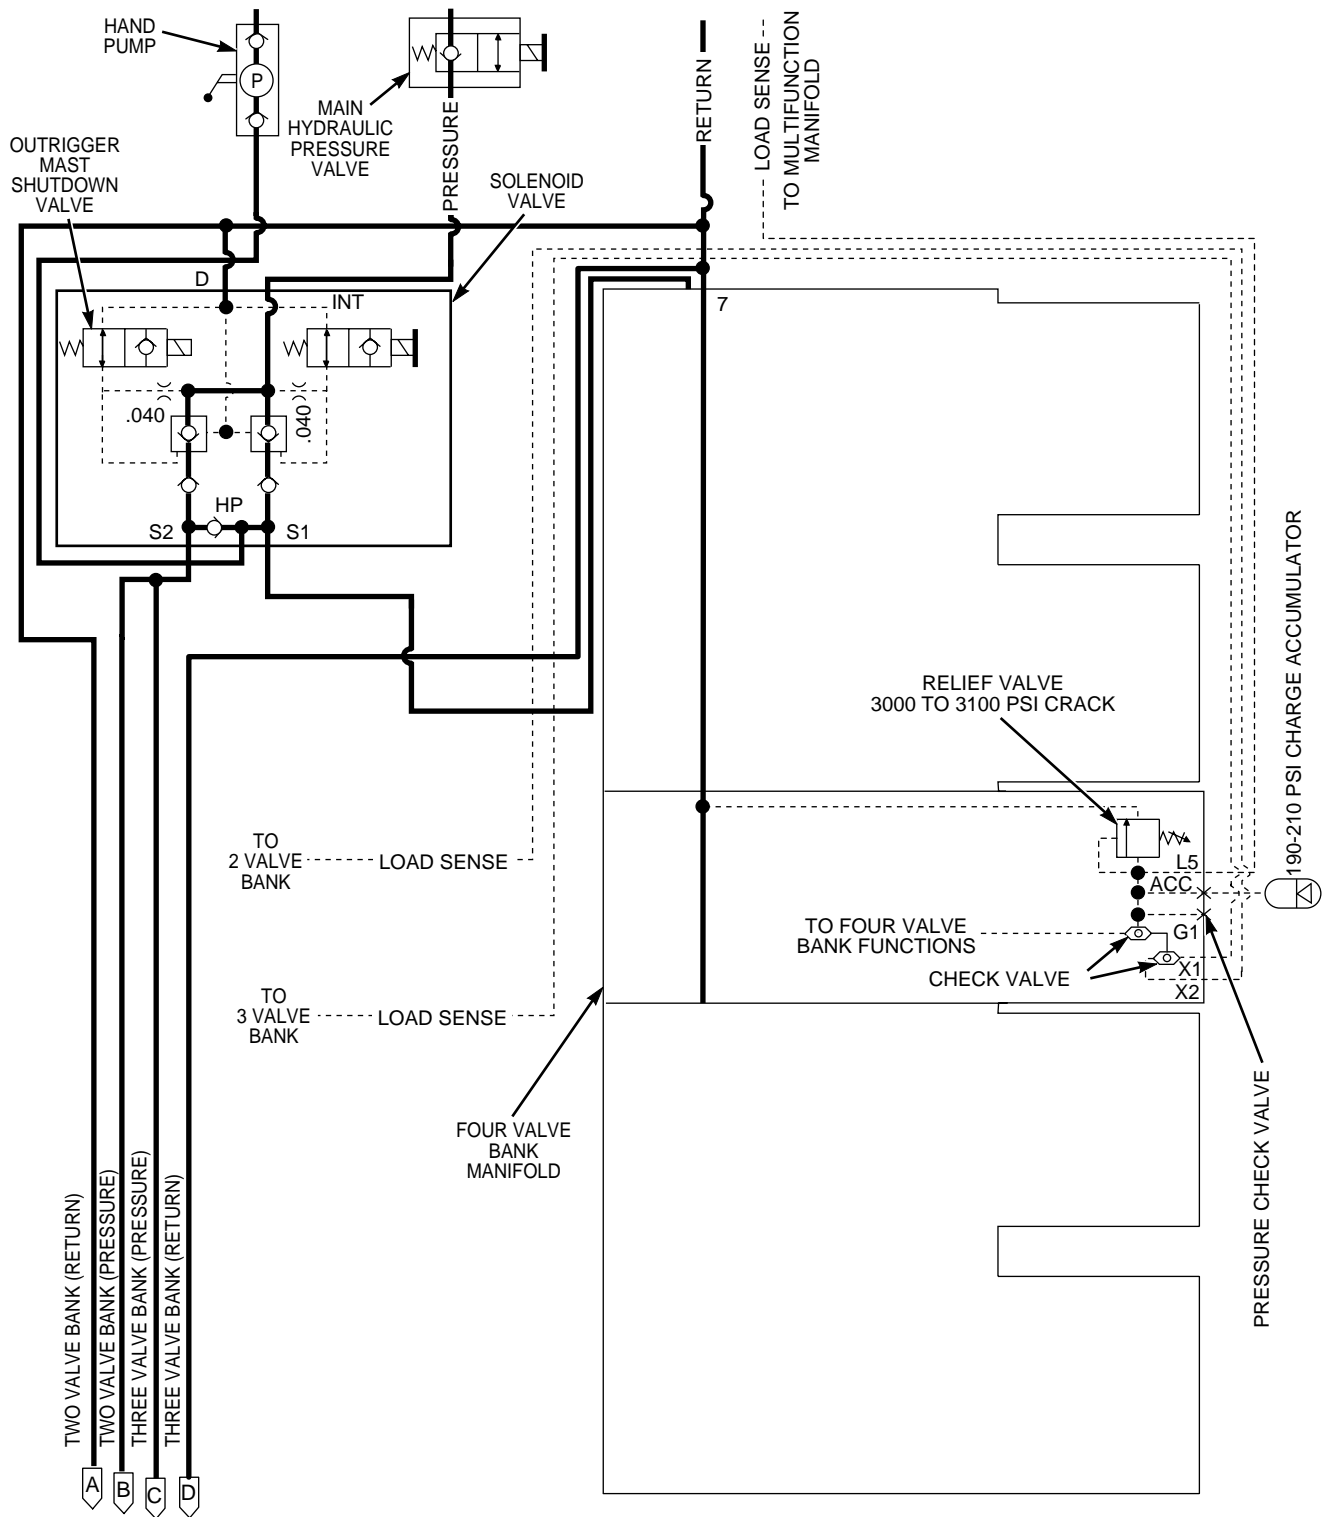 HAND
PUMP
P
MAIN
HYDRAULIC
PRESSURE
VALVE
PRESSURE
RETURN
LOAD SENSE
TO MULTIFUNCTION
MANIFOLD
OUTRIGGER
MAST
SHUTDOWN
VALVE
SOLENOID
VALVE
D
INT
7
.040
.040
HP
S2
S1
RELIEF VALVE
3000 TO 3100 PSI CRACK
190-210 PSI CHARGE ACCUMULATOR
TO
2 VALVE
BANK
LOAD SENSE
L5
ACC
G1
X1
X2
TO FOUR VALVE
BANK FUNCTIONS
CHECK VALVE
TO
3 VALVE
BANK
LOAD SENSE
PRESSURE CHECK VALVE
FOUR VALVE
BANK
MANIFOLD
TWO VALVE BANK (RETURN)
TWO VALVE BANK (PRESSURE)
THREE VALVE BANK (PRESSURE)
THREE VALVE BANK (RETURN)
A
B
C
D